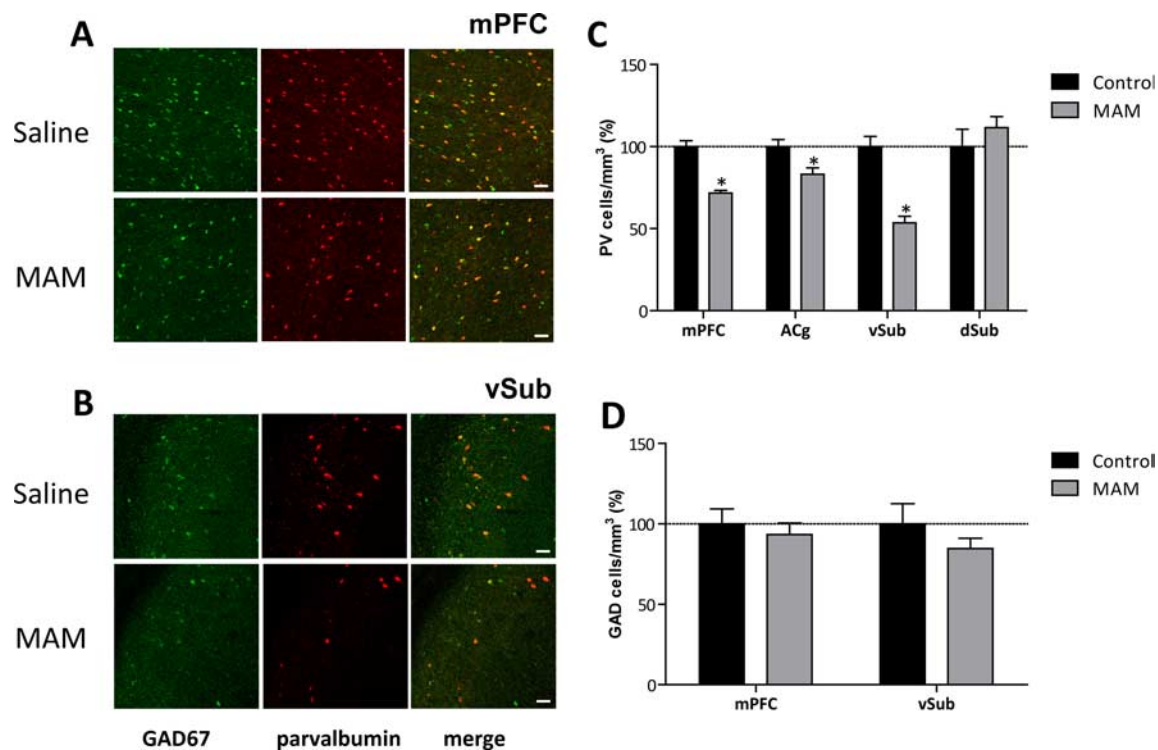 A
mPFC
Saline
MAM
B
vSub
Saline
MAM
GAD67 parvalbumin merge
C
150
100
50
0
PV cells/mm³ (%)
*
*
*
mPFC ACg vSub dSub
Control
MAM
D
150
100
50
0
GAD cells/mm³ (%)
mPFC vSub
Control
MAM